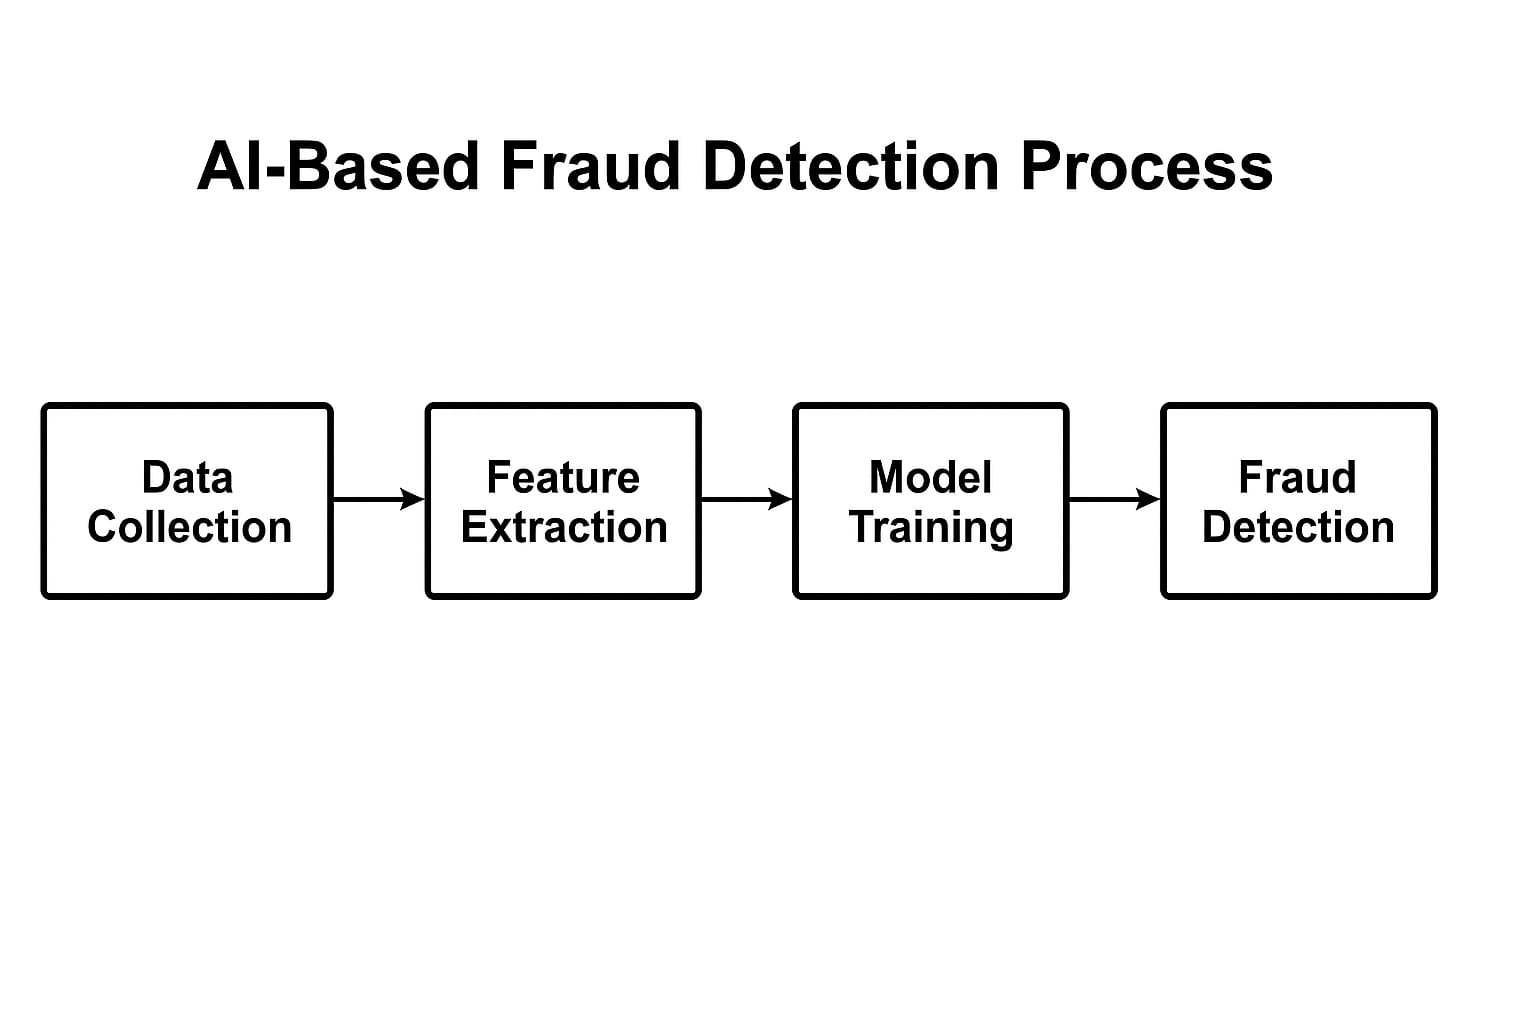 AI-Based Fraud Detection Process
Data
Collection
Feature
Extraction
Model
Training
Fraud
Detection